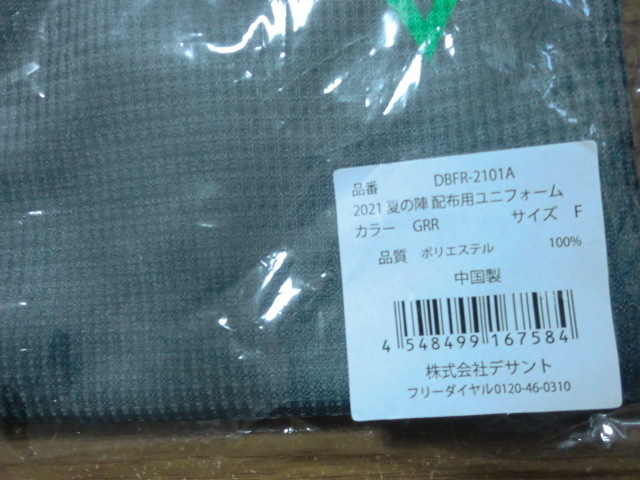 品番 DBFR-2101A
2021 夏の陣 配布用ユニフォーム
カラー GRR サイズ F
品質 ポリエステル 100%
中国製
4 548499 167584
株式会社デサント
フリーダイヤル0120-46-0310